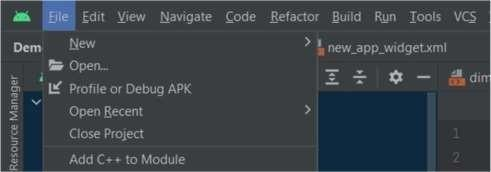 File Edit View Navigate Code Refactor Build Run Tools VCS
Dem
new_app_widget.xml
New
Open...
Profile or Debug APK
Open Recent
Close Project
Add C++ to Module
Resource Manager
dim
1
2